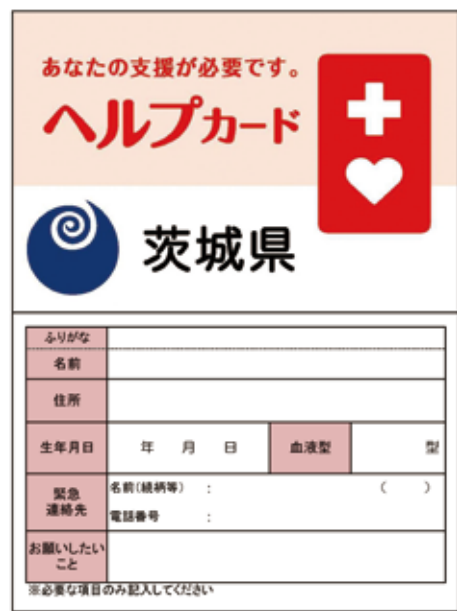 あなたの支援が必要です。
ヘルプカード
茨城県
ふりがな
名前
住所
生年月日 年 月 日 血液型 型
緊急
連絡先
名前(続柄等) : ( )
電話番号 :
お願いしたい
こと
※必要な項目のみ記入してください